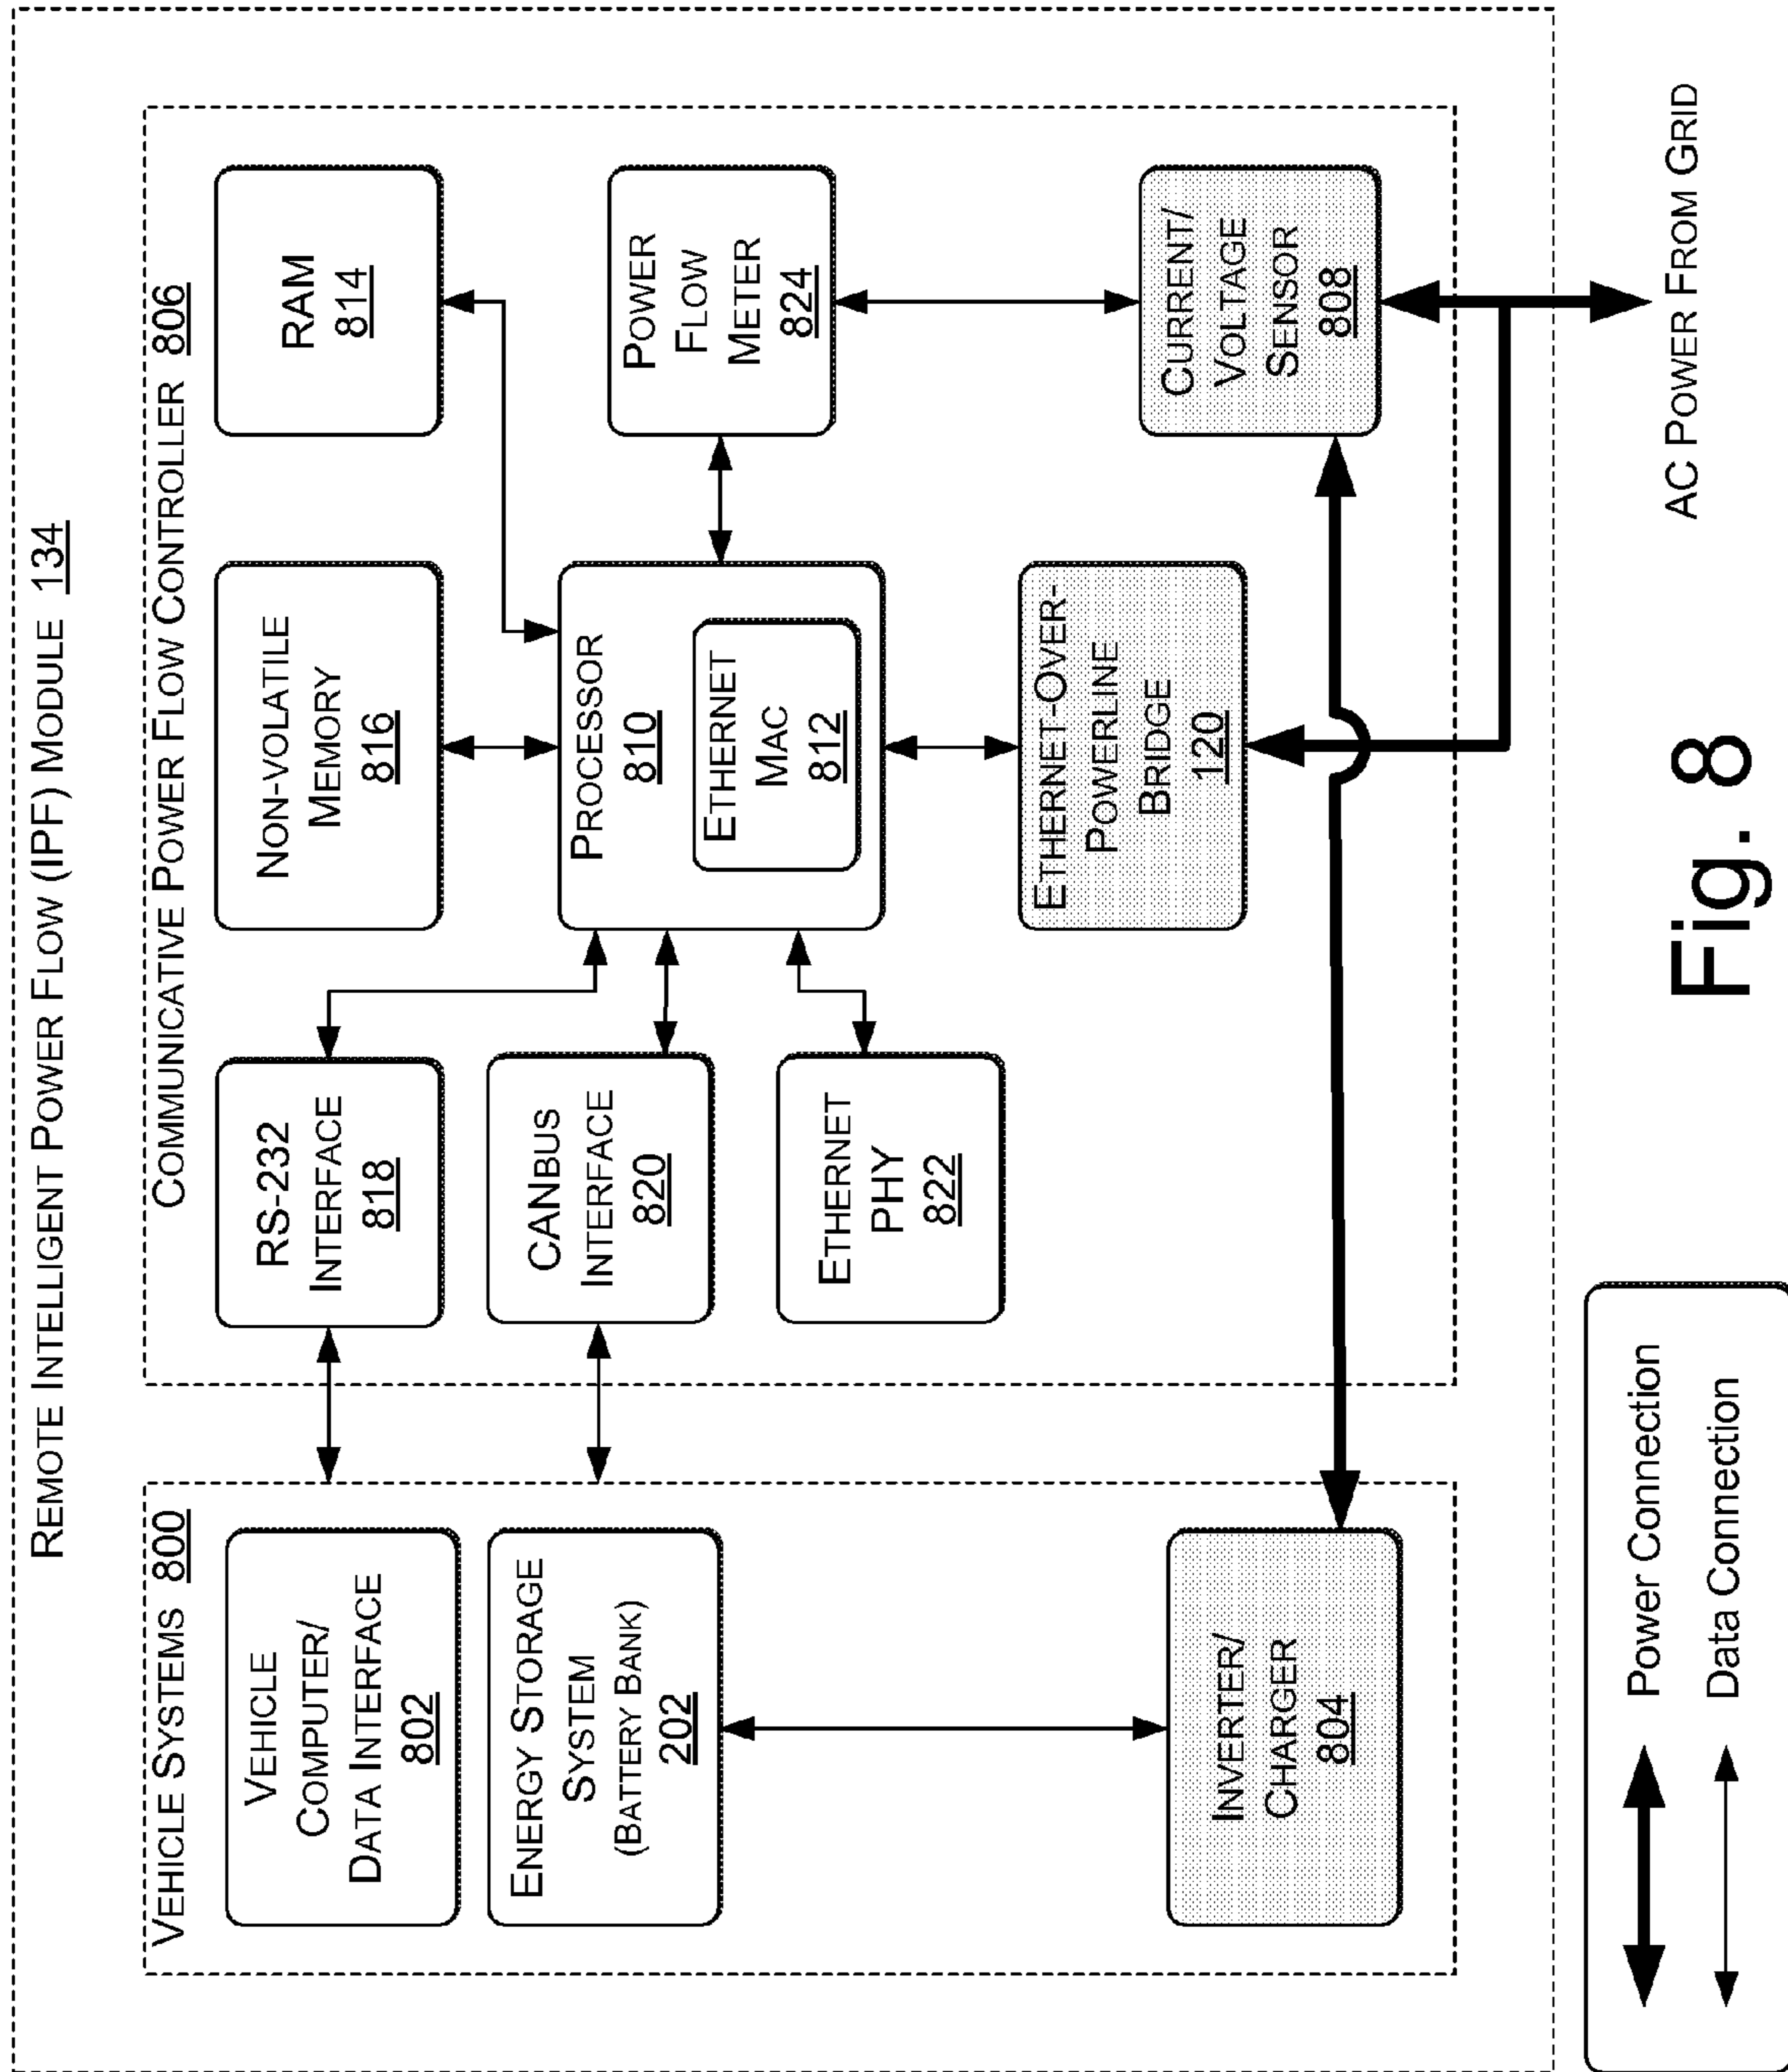 REMOTE INTELLIGENT POWER FLOW (IPF) MODULE 134
VEHICLE SYSTEMS 800
VEHICLE
COMPUTER/
DATA INTERFACE
802
ENERGY STORAGE
SYSTEM
(BATTERY BANK)
202
INVERTER/
CHARGER
804
COMMUNICATIVE POWER FLOW CONTROLLER 806
RS-232
INTERFACE
818
CANBUS
INTERFACE
820
ETHERNET
PHY
822
NON-VOLATILE
MEMORY
816
PROCESSOR
810
ETHERNET
MAC
812
ETHERNET-OVER-
POWERLINE
BRIDGE
120
RAM
814
POWER
FLOW
METER
824
CURRENT/
VOLTAGE
SENSOR
808
AC POWER FROM GRID
Power Connection
Data Connection
Fig. 8